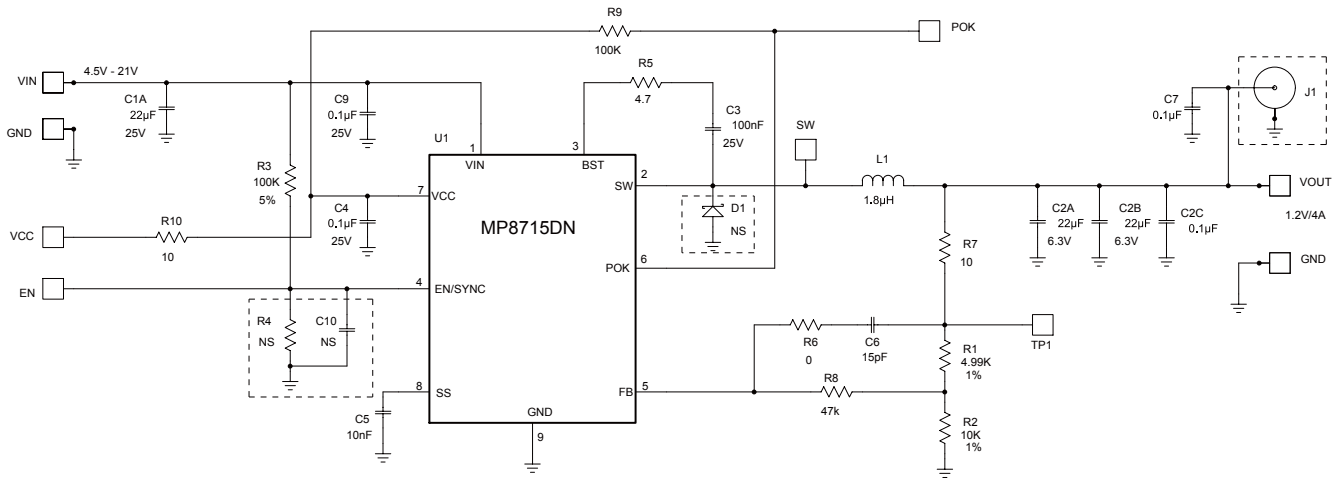 R9
100K
POK
VIN
4.5V - 21V
C1A
22µF
25V
GND
R3
100K
5%
C9
0.1µF
25V
R5
4.7
C3
100nF
25V
SW
C7
0.1µF
J1
U1
1
VIN
3
BST
7
VCC
2
SW
MP8715DN
D1
NS
L1
1.8µH
C4
0.1µF
25V
VCC
R10
10
C2A
22µF
6.3V
C2B
22µF
6.3V
C2C
0.1µF
VOUT
1.2V/4A
GND
6
POK
R7
10
EN
4
EN/SYNC
R4
NS
C10
NS
R6
0
C6
15pF
TP1
R1
4.99K
1%
8
SS
5
FB
R8
47k
C5
10nF
GND
9
R2
10K
1%